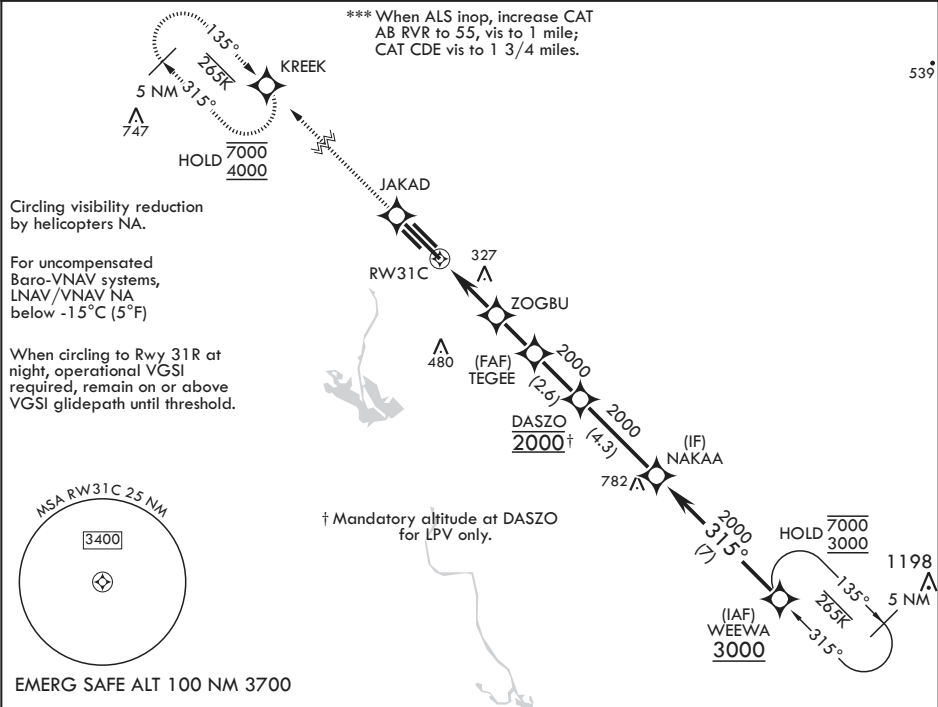 *** When ALS inop, increase CAT
AB RVR to 55, vis to 1 mile;
CAT CDE vis to 1 3/4 miles.
539
135°
265K
315°
KREEK
5 NM
747
HOLD 7000
4000
JAKAD
Circling visibility reduction
by helicopters NA.
RW31C
327
For uncompensated
Baro-VNAV systems,
LNAV/VNAV NA
below -15°C (5°F)
ZOGBU
480
(FAF)
TEGEE
2000
(2.6)
When circling to Rwy 31R at
night, operational VGSI
required, remain on or above
VGSI glidepath until threshold.
DASZO
2000†
2000
(4.3)
(IF)
NAKAA
782
MSA RW31C 25 NM
3400
† Mandatory altitude at DASZO
for LPV only.
2000
315°
(7)
HOLD 7000
3000
1198
135°
265K
315°
5 NM
(IAF)
WEEWA
3000
EMERG SAFE ALT 100 NM 3700